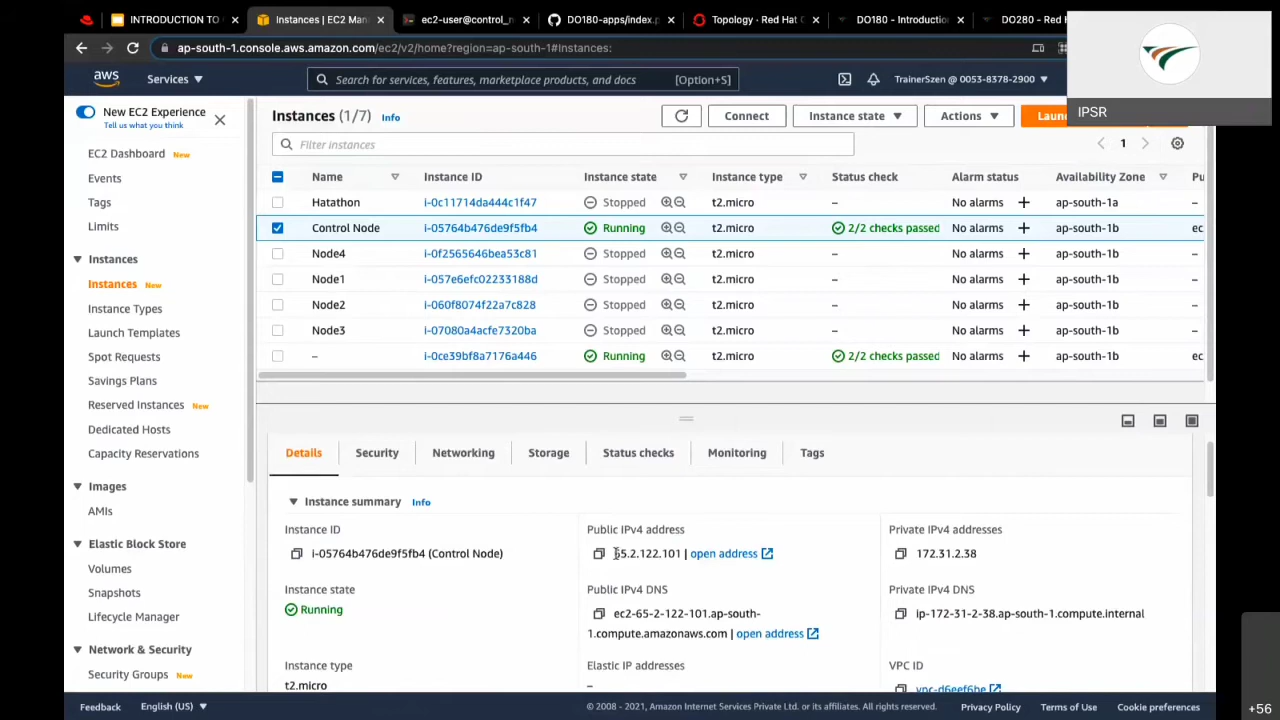 INTRODUCTION TO
Instances | EC2 Man
ec2-user@control_n
DO180-apps/index.p
Topology · Red Hat
DO180 - Introductio
DO280 - Red
ap-south-1.console.aws.amazon.com/ec2/v2/home?region=ap-south-1#Instances:
aws
Services
Search for services, features, marketplace products, and docs
[Option+S]
TrainerSzen @ 0053-8378-2900
IPSR
New EC2 Experience
Tell us what you think
EC2 Dashboard New
Events
Tags
Limits
Instances
Instances New
Instance Types
Launch Templates
Spot Requests
Savings Plans
Reserved Instances New
Dedicated Hosts
Capacity Reservations
Images
AMIs
Elastic Block Store
Volumes
Snapshots
Lifecycle Manager
Network & Security
Security Groups New
Instances (1/7) Info
Connect
Instance state
Actions
Laun
Filter instances
1
Name Instance ID Instance state Instance type Status check Alarm status Availability Zone Pu
Hatathon i-0c11714da444c1f47 Stopped t2.micro – No alarms + ap-south-1a –
Control Node i-05764b476de9f5fb4 Running t2.micro 2/2 checks passed No alarms + ap-south-1b ec
Node4 i-0f2565646bea53c81 Stopped t2.micro – No alarms + ap-south-1b –
Node1 i-057e6efc02233188d Stopped t2.micro – No alarms + ap-south-1b –
Node2 i-060f8074f22a7c828 Stopped t2.micro – No alarms + ap-south-1b –
Node3 i-07080a4acfe7320ba Stopped t2.micro – No alarms + ap-south-1b –
– i-0ce39bf8a7176a446 Running t2.micro 2/2 checks passed No alarms + ap-south-1b ec
Details Security Networking Storage Status checks Monitoring Tags
Instance summary Info
Instance ID
i-05764b476de9f5fb4 (Control Node)
Public IPv4 address
65.2.122.101 | open address
Private IPv4 addresses
172.31.2.38
Instance state
Running
Public IPv4 DNS
ec2-65-2-122-101.ap-south-
1.compute.amazonaws.com | open address
Private IPv4 DNS
ip-172-31-2-38.ap-south-1.compute.internal
Instance type
t2.micro
Elastic IP addresses
–
VPC ID
vpc-d6eef6be
Feedback
English (US)
© 2008 - 2021, Amazon Internet Services Private Ltd. or its affiliates. All rights reserved.
Privacy Policy
Terms of Use
Cookie preferences
+56